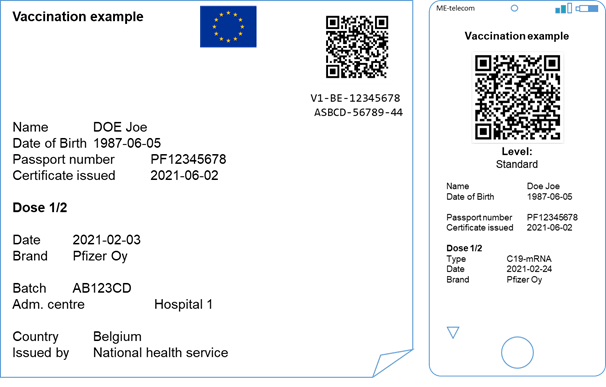 Vaccination example
V1-BE-12345678
ASBCD-56789-44
Name DOE Joe
Date of Birth 1987-06-05
Passport number PF12345678
Certificate issued 2021-06-02
Dose 1/2
Date 2021-02-03
Brand Pfizer Oy
Batch AB123CD
Adm. centre Hospital 1
Country Belgium
Issued by National health service
ME-telecom
Vaccination example
Level:
Standard
Name Doe Joe
Date of Birth 1987-06-05
Passport number PF12345678
Certificate issued 2021-06-02
Dose 1/2
Type C19-mRNA
Date 2021-02-24
Brand Pfizer Oy